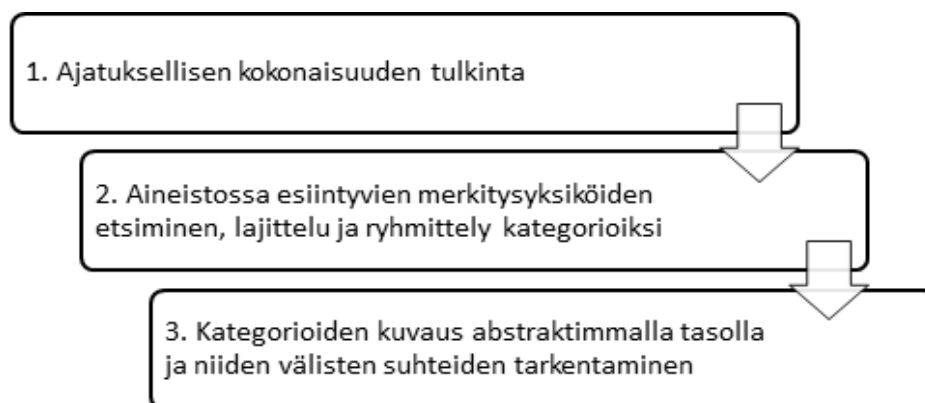 1. Ajatuksellisen kokonaisuuden tulkinta
2. Aineistossa esiintyvien merkitysyksiköiden
etsiminen, lajittelu ja ryhmittely kategorioiksi
3. Kategorioiden kuvaus abstraktimmalla tasolla
ja niiden välisten suhteiden tarkentaminen